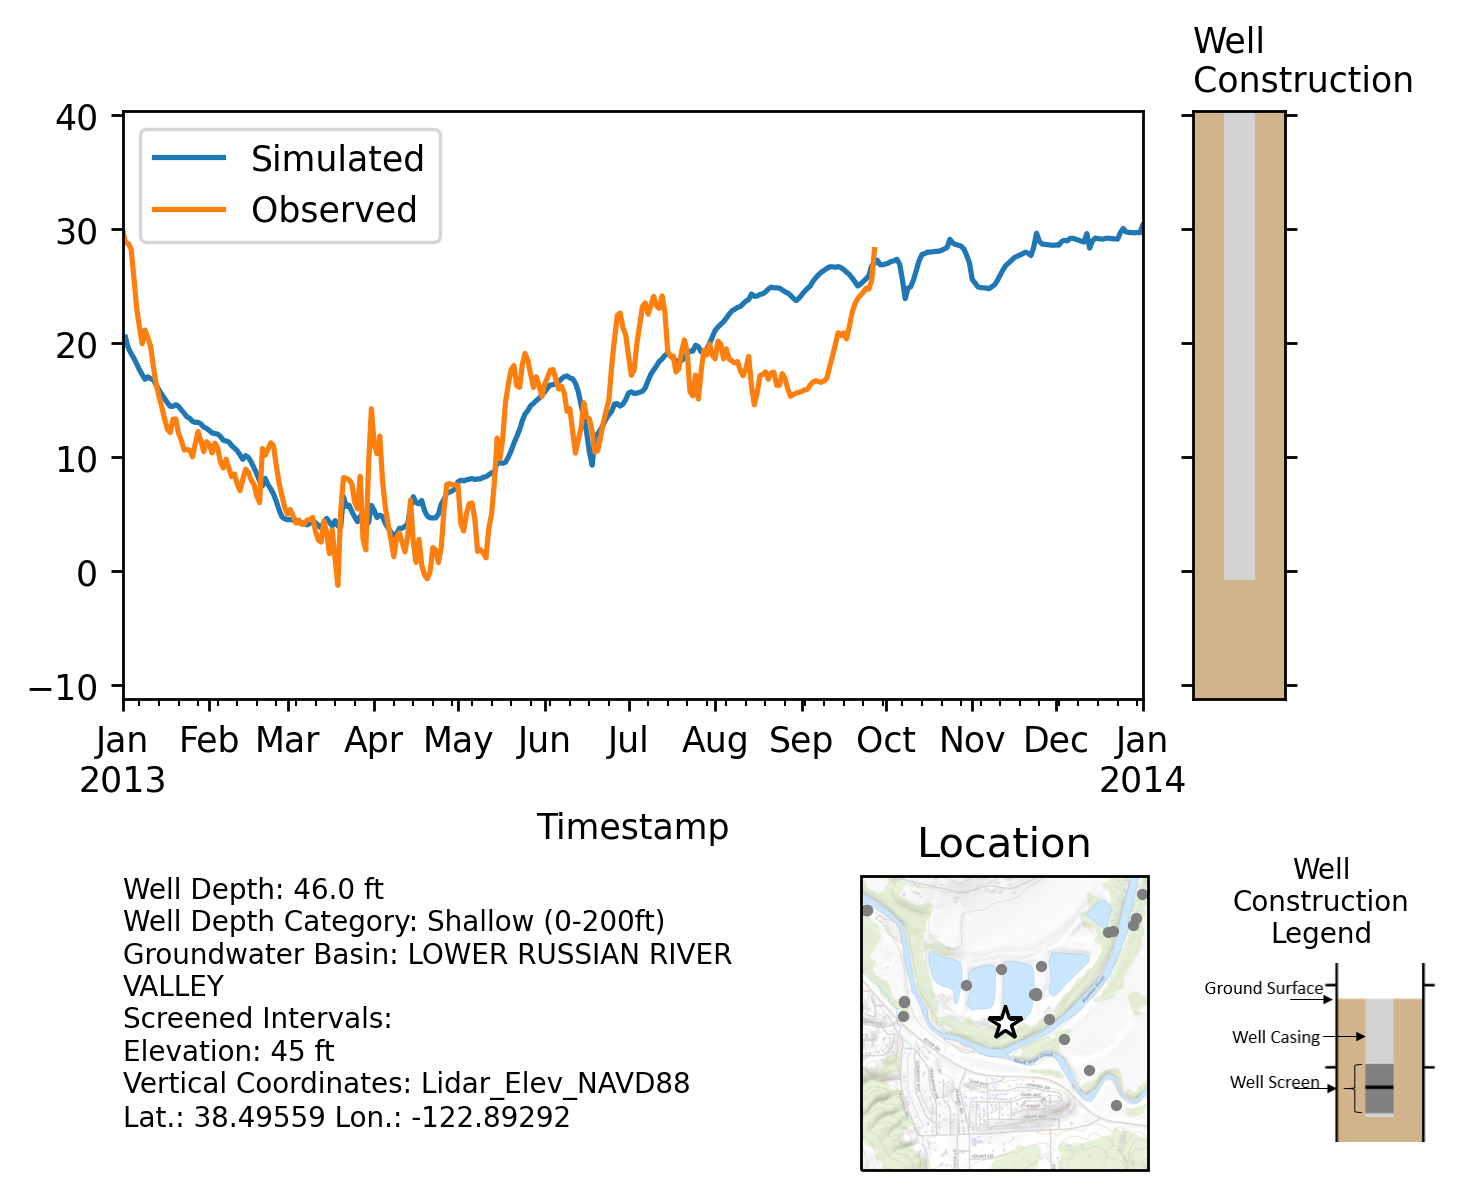 Well
Construction
40
30
20
10
0
−10
Simulated
Observed
Jan Feb Mar Apr May Jun Jul Aug Sep Oct Nov Dec Jan
2013 2014
Timestamp
Well Depth: 46.0 ft
Well Depth Category: Shallow (0-200ft)
Groundwater Basin: LOWER RUSSIAN RIVER
VALLEY
Screened Intervals:
Elevation: 45 ft
Vertical Coordinates: Lidar_Elev_NAVD88
Lat.: 38.49559 Lon.: -122.89292
Location
Well
Construction
Legend
Ground Surface
Well Casing
Well Screen